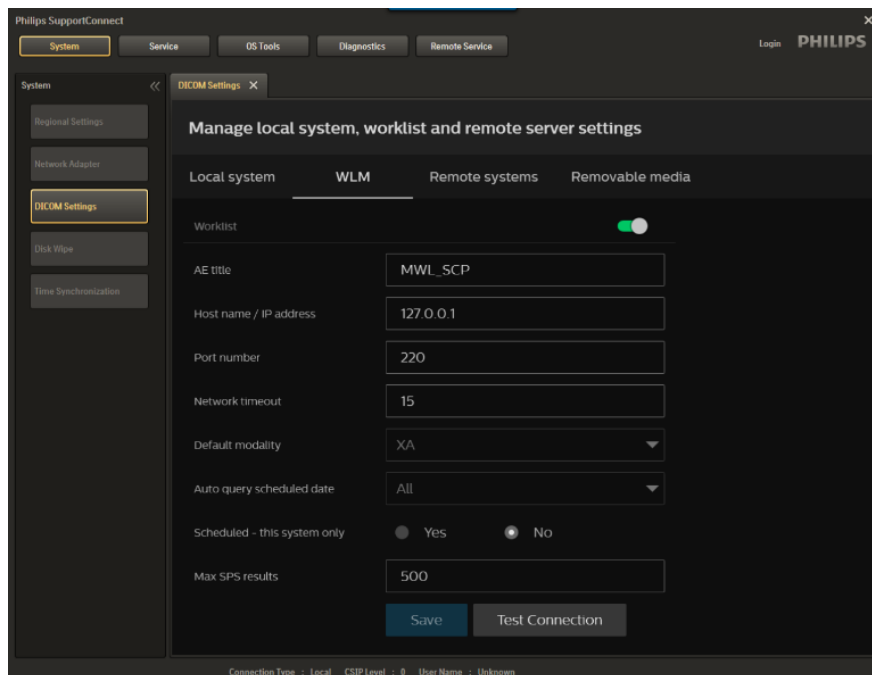 Philips SupportConnect
System Service OS Tools Diagnostics Remote Service Login PHILIPS
System
DICOM Settings
Regional Settings
Network Adapter
DICOM Settings
Disk Wipe
Time Synchronization
Manage local system, worklist and remote server settings
Local system WLM Remote systems Removable media
Worklist
AE title MWL_SCP
Host name / IP address 127.0.0.1
Port number 220
Network timeout 15
Default modality XA
Auto query scheduled date All
Scheduled - this system only Yes No
Max SPS results 500
Save Test Connection
Connection Type : Local CSIP Level : 0 User Name : Unknown